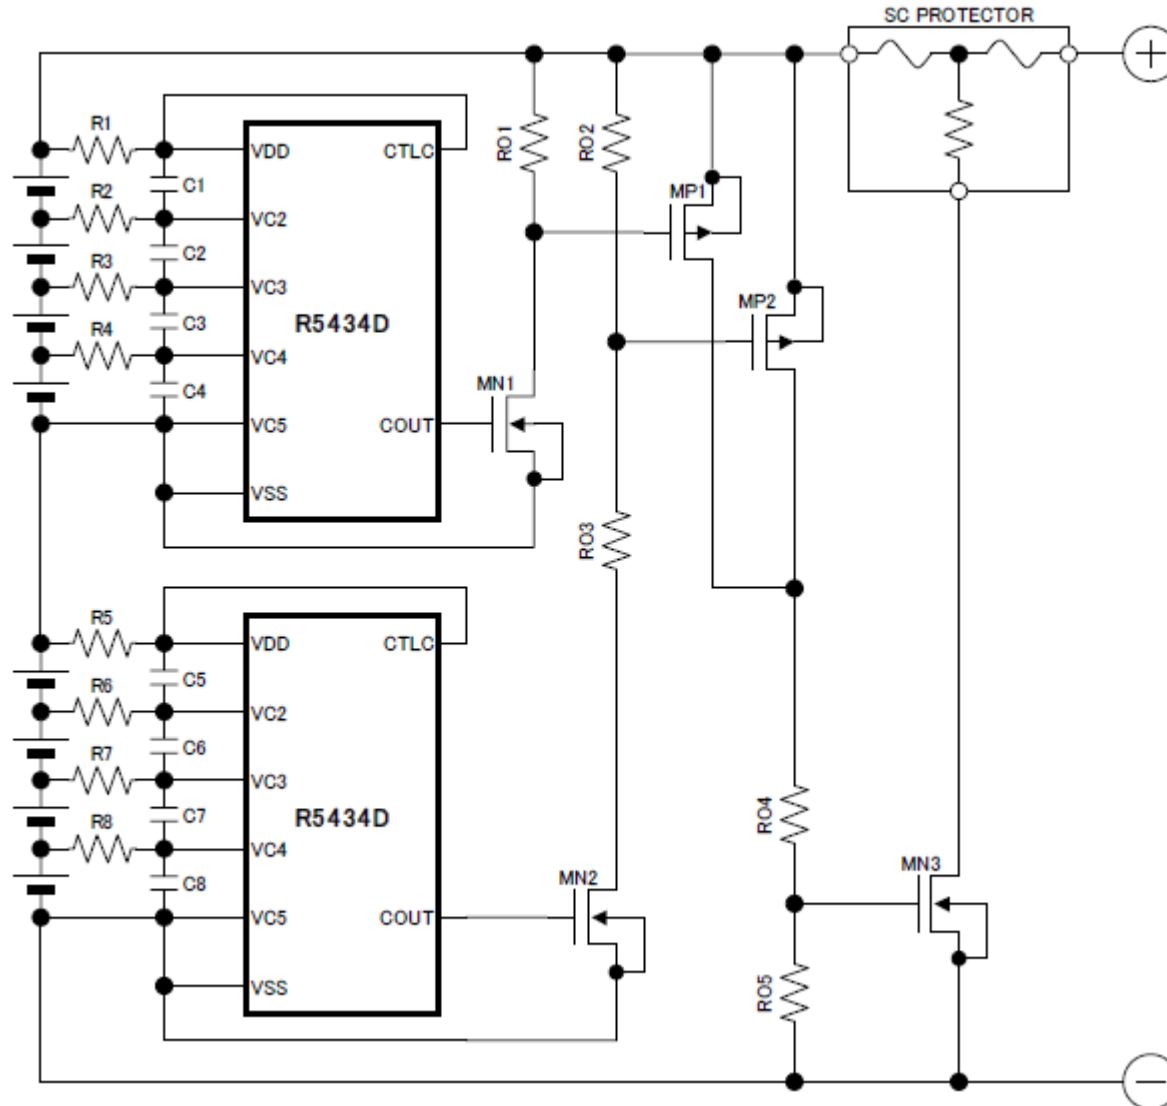 SC PROTECTOR
R1
VDD
CTLC
RO1
RO2
C1
R2
MP1
VC2
C2
R3
VC3
MP2
C3
R5434D
R4
VC4
C4
MN1
VC5
COUT
VSS
RO3
R5
VDD
CTLC
C5
R6
VC2
C6
R7
VC3
C7
R5434D
RO4
R8
VC4
C8
MN2
MN3
VC5
COUT
VSS
RO5